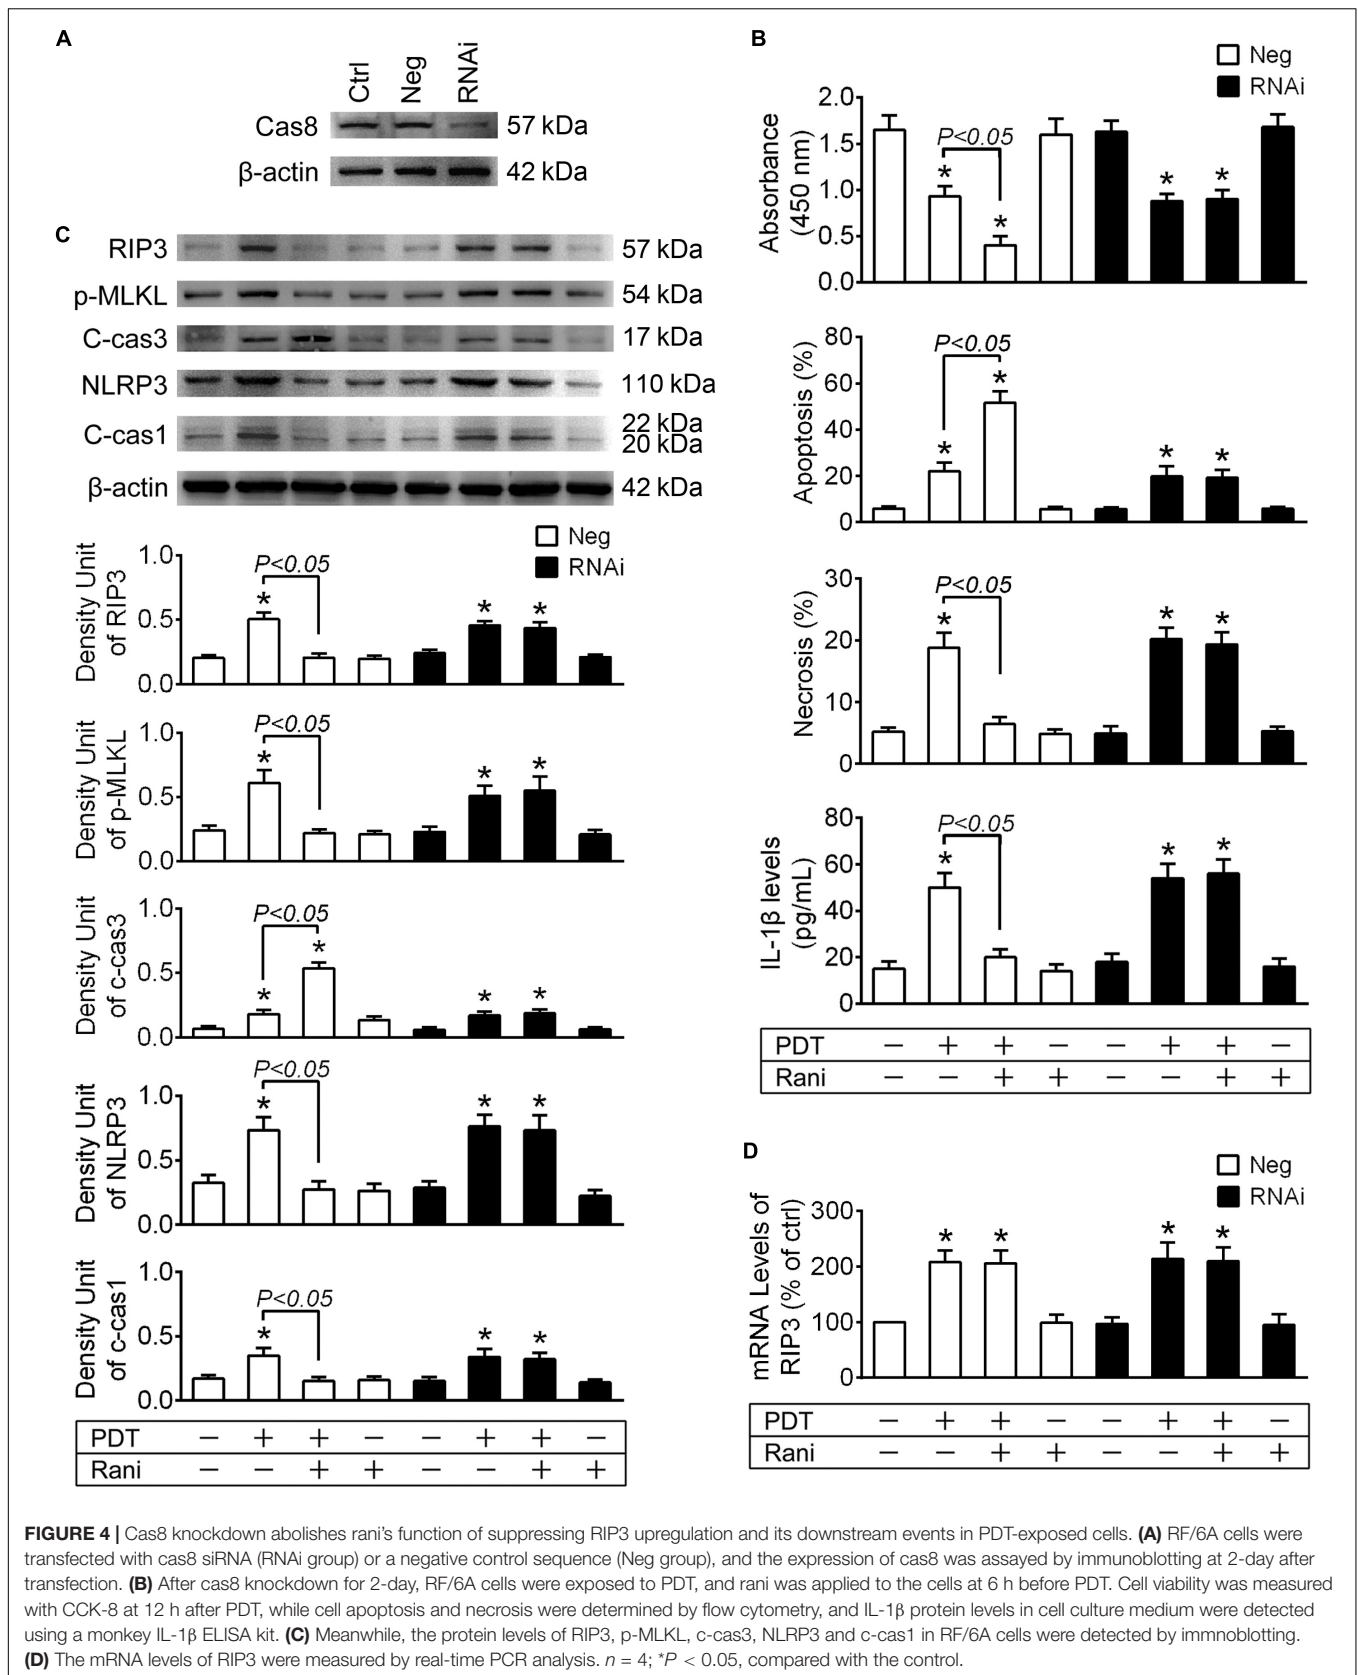 A
Ctrl
Neg
RNAi
Cas8
57 kDa
β-actin
42 kDa
B
Neg
RNAi
Absorbance
(450 nm)
2.0
1.5
1.0
0.5
0.0
P<0.05
*
*
*
*
Apoptosis (%)
80
60
40
20
0
P<0.05
*
*
*
*
Necrosis (%)
30
20
10
0
P<0.05
*
*
*
IL-1β levels
(pg/mL)
80
60
40
20
0
P<0.05
*
*
*
PDT − + + − − + + −
Rani − − + + − − + +
C
RIP3 57 kDa
p-MLKL 54 kDa
C-cas3 17 kDa
NLRP3 110 kDa
C-cas1 22 kDa
20 kDa
β-actin 42 kDa
Neg
RNAi
Density Unit
of RIP3
1.0
0.5
0.0
P<0.05
*
*
*
Density Unit
of p-MLKL
1.0
0.5
0.0
P<0.05
*
*
*
Density Unit
of c-cas3
1.0
0.5
0.0
P<0.05
*
*
*
*
Density Unit
of NLRP3
1.0
0.5
0.0
P<0.05
*
*
*
Density Unit
of c-cas1
1.0
0.5
0.0
P<0.05
*
*
*
PDT − + + − − + + −
Rani − − + + − − + +
D
Neg
RNAi
mRNA Levels of
RIP3 (% of ctrl)
300
200
100
0
*
*
*
*
PDT − + + − − + + −
Rani − − + + − − + +
FIGURE 4 | Cas8 knockdown abolishes rani's function of suppressing RIP3 upregulation and its downstream events in PDT-exposed cells. (A) RF/6A cells were
transfected with cas8 siRNA (RNAi group) or a negative control sequence (Neg group), and the expression of cas8 was assayed by immunoblotting at 2-day after
transfection. (B) After cas8 knockdown for 2-day, RF/6A cells were exposed to PDT, and rani was applied to the cells at 6 h before PDT. Cell viability was measured
with CCK-8 at 12 h after PDT, while cell apoptosis and necrosis were determined by flow cytometry, and IL-1β protein levels in cell culture medium were detected
using a monkey IL-1β ELISA kit. (C) Meanwhile, the protein levels of RIP3, p-MLKL, c-cas3, NLRP3 and c-cas1 in RF/6A cells were detected by immnoblotting.
(D) The mRNA levels of RIP3 were measured by real-time PCR analysis. n = 4; *P < 0.05, compared with the control.